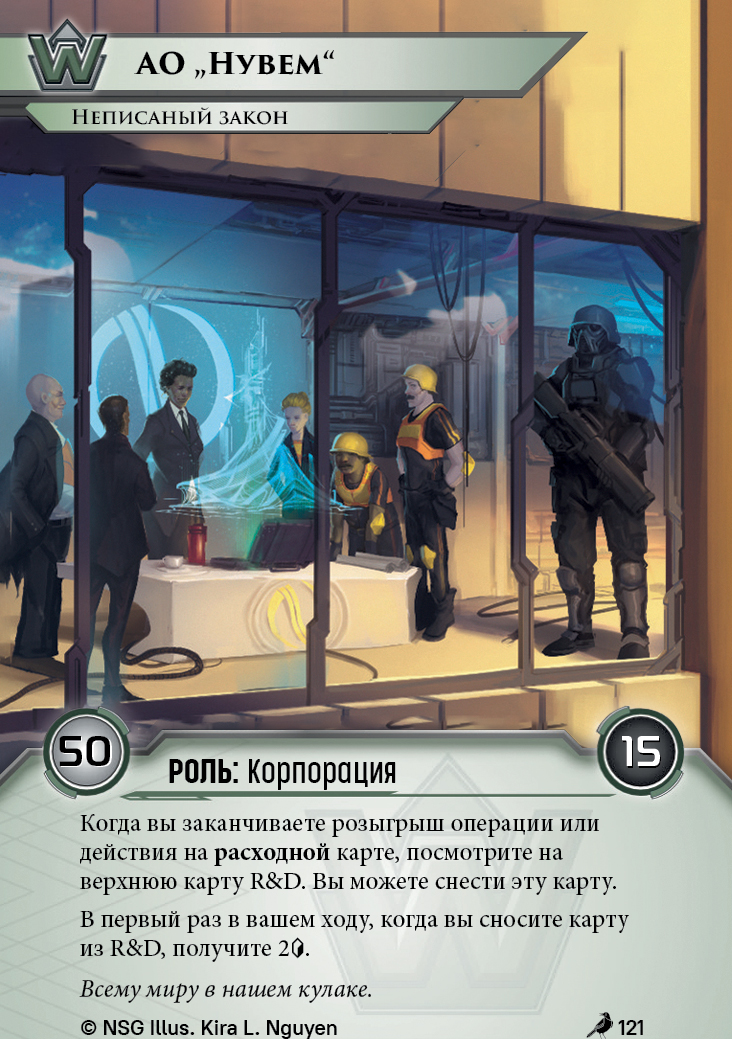 АО „Нувем“
Неписаный закон
50
15
РОЛЬ: Корпорация
Когда вы заканчиваете розыгрыш операции или
действия на расходной карте, посмотрите на
верхнюю карту R&D. Вы можете снести эту карту.
В первый раз в вашем ходу, когда вы сносите карту
из R&D, получите 2.
Всему миру в нашем кулаке.
© NSG Illus. Kira L. Nguyen
121